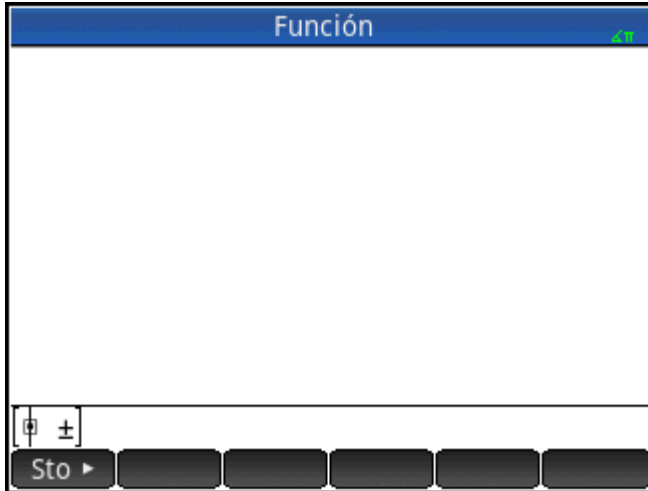 Función
∡π
[▫ ±]
Sto ►